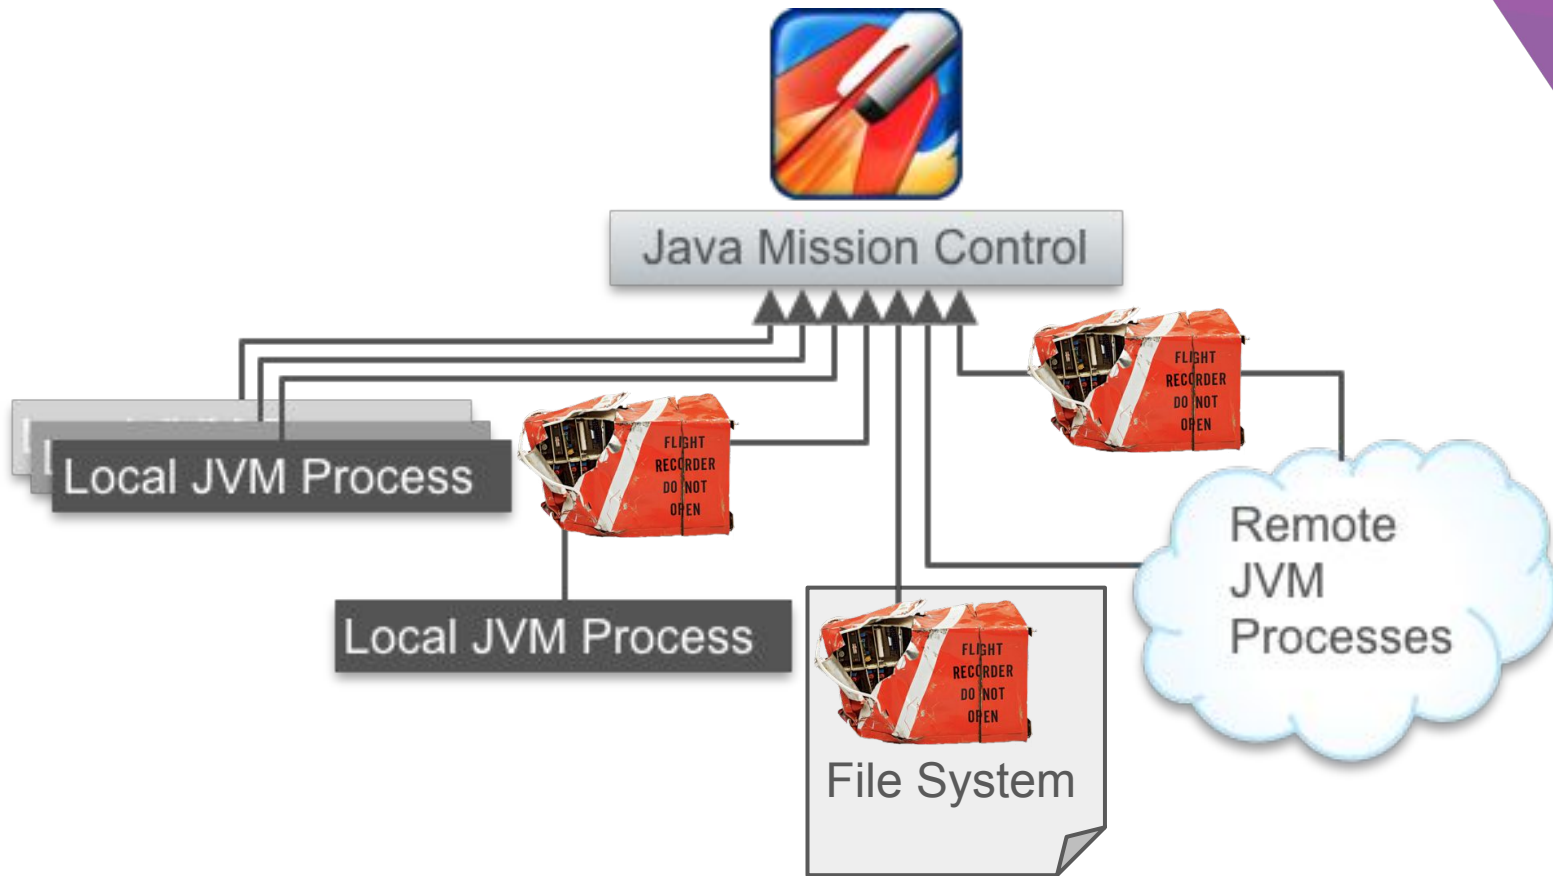 Java Mission Control
FLIGHT
RECORDER
DO NOT
OPEN
Local JVM Process
FLIGHT
RECORDER
DO NOT
OPEN
Remote
JVM
Processes
Local JVM Process
FLIGHT
RECORDER
DO NOT
OPEN
File System